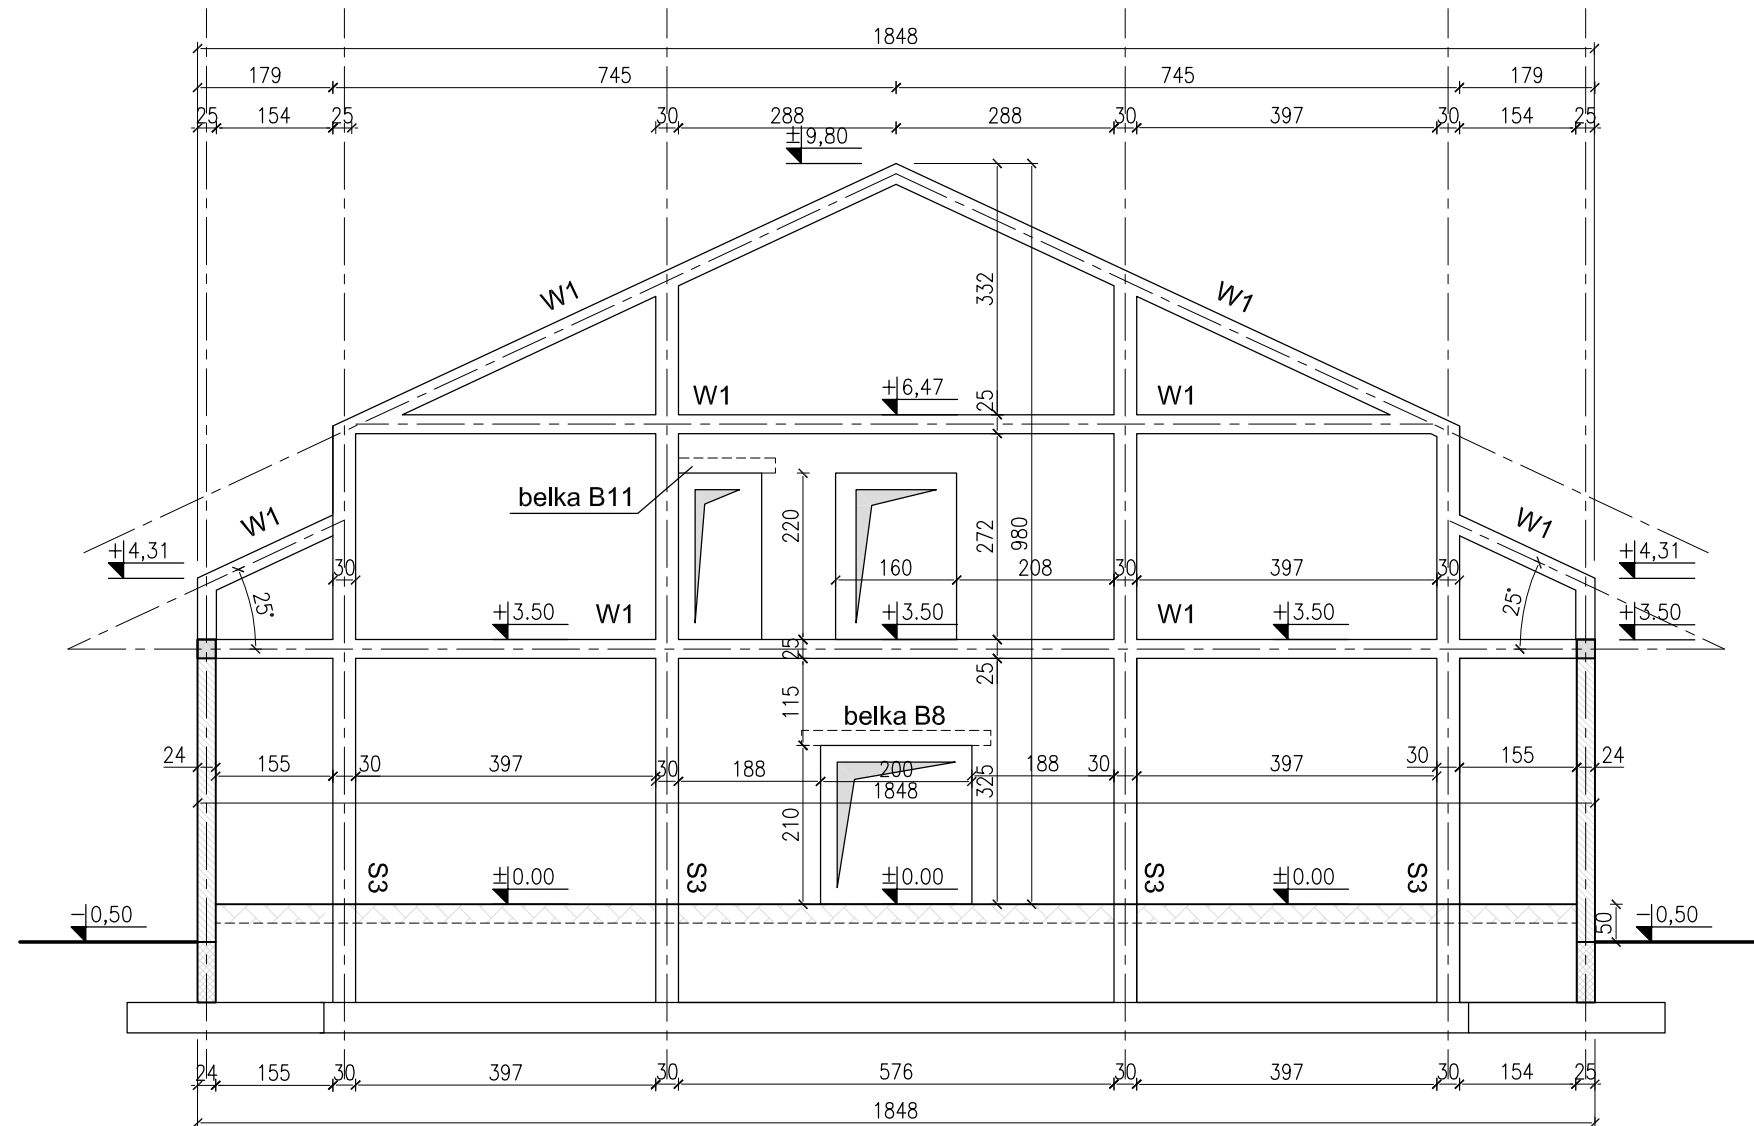 1848
179 745 745 179
25 154 25 30 288 288 30 397 30 154 25
±9,80
332
W1 W1
W1 +6,47 25 W1
belka B11
220 272 980
W1 W1
+4,31 +4,31
30 160 208 30 397 30
25° 25°
+3.50 W1 +3.50 W1 +3.50 +3.50
25 25
115
belka B8
24 155 30 397 30 188 200 188 30 397 30 155 24
1848
210 325
S3 S3 S3 S3
±0.00 ±0.00 ±0.00
−0,50 50 −0,50
24 155 30 397 30 576 30 397 30 154 25
1848